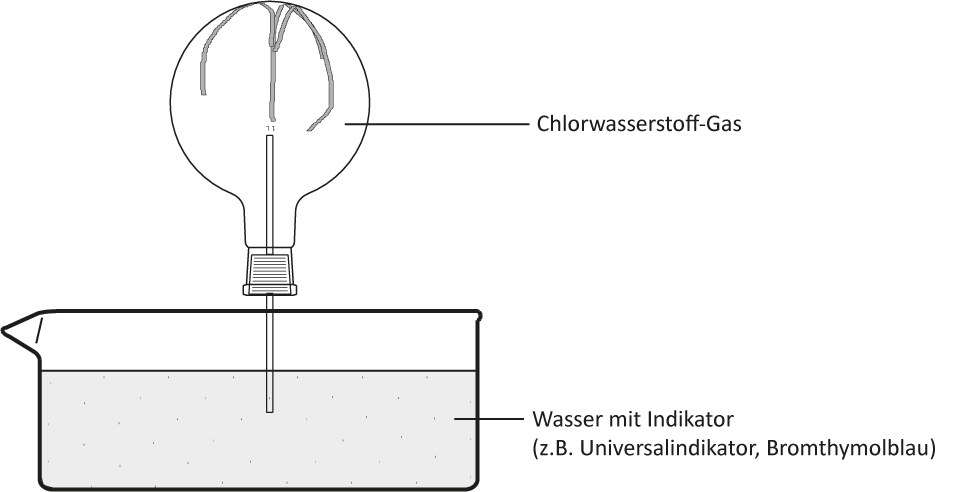 Chlorwasserstoff-Gas
Wasser mit Indikator
(z.B. Universalindikator, Bromthymolblau)